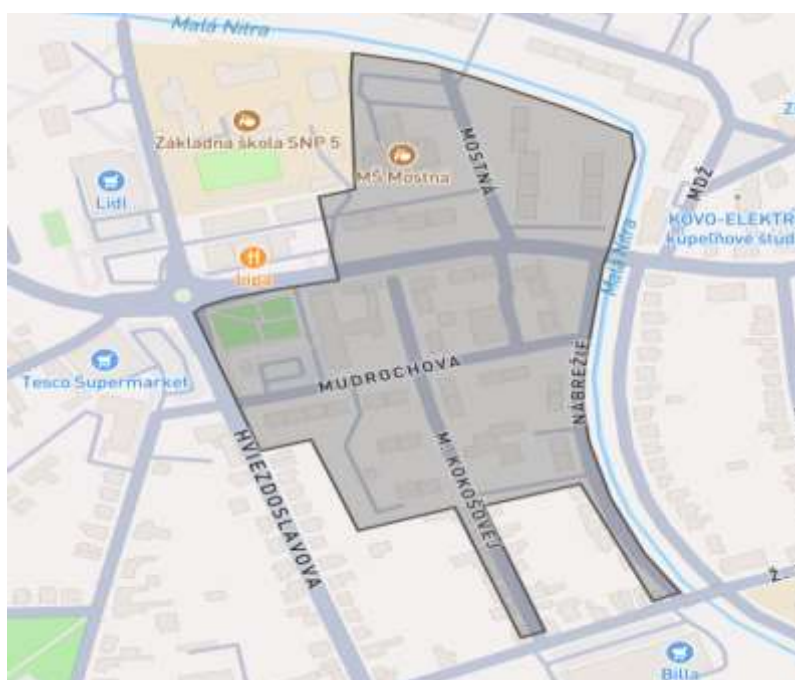 Malá Nitra
Základná škola SNP 5
MOSTNÁ
MŠ Mostná
MDŽ
Lidl
KOVO-ELEKTR
kúpeľňové štúd
Malá Nitra
Tesco Supermarket
MUDROCHOVA
NÁBREŽIE
HVIEZDOSLAVOVA
M. KOKOŠOVEJ
Ž.
Billa